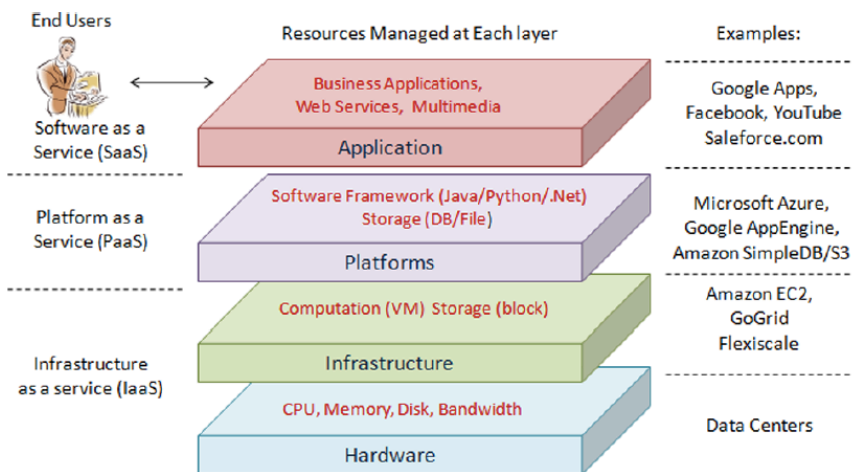 End Users
Resources Managed at Each layer
Examples:
Business Applications,
Web Services, Multimedia
Application
Software as a
Service (SaaS)
Google Apps,
Facebook, YouTube
Saleforce.com
Software Framework (Java/Python/.Net)
Storage (DB/File)
Platforms
Platform as a
Service (PaaS)
Microsoft Azure,
Google AppEngine,
Amazon SimpleDB/S3
Computation (VM) Storage (block)
Infrastructure
Amazon EC2,
GoGrid
Flexiscale
Infrastructure
as a service (IaaS)
CPU, Memory, Disk, Bandwidth
Hardware
Data Centers